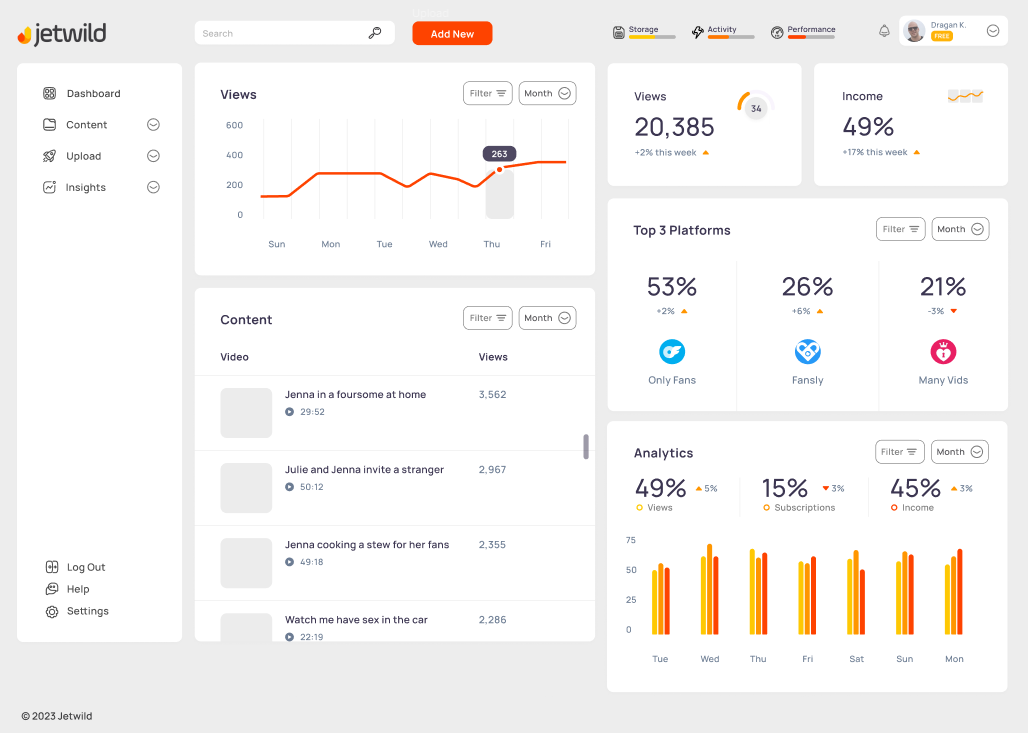 jetwild
Search
Add New
Storage
Activity
Performance
Dragan K.
FREE
Dashboard
Content
Upload
Insights
Log Out
Help
Settings
Views
Filter
Month
600
400
200
0
263
Sun Mon Tue Wed Thu Fri
Content
Filter
Month
Video Views
Jenna in a foursome at home 3,562
29:52
Julie and Jenna invite a stranger 2,967
50:12
Jenna cooking a stew for her fans 2,355
49:18
Watch me have sex in the car 2,286
22:19
Views
20,385
+2% this week
34
Income
49%
+17% this week
Top 3 Platforms
Filter
Month
53% 26% 21%
+2% +6% -3%
Only Fans Fansly Many Vids
Analytics
Filter
Month
49% 5% 15% 3% 45% 3%
Views Subscriptions Income
75
50
25
0
Tue Wed Thu Fri Sat Sun Mon
© 2023 Jetwild